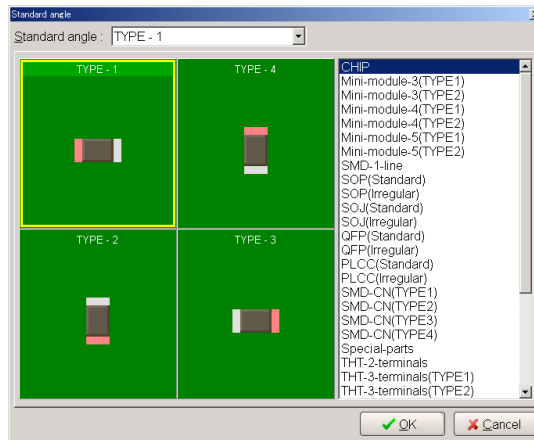 Standard angle
Standard angle : TYPE - 1
TYPE - 1
TYPE - 4
TYPE - 2
TYPE - 3
CHIP
Mini-module-3(TYPE1)
Mini-module-3(TYPE2)
Mini-module-4(TYPE1)
Mini-module-4(TYPE2)
Mini-module-5(TYPE1)
Mini-module-5(TYPE2)
SMD-1-line
SOP(Standard)
SOP(Irregular)
SOJ(Standard)
SOJ(Irregular)
QFP(Standard)
QFP(Irregular)
PLCC(Standard)
PLCC(Irregular)
SMD-CN(TYPE1)
SMD-CN(TYPE2)
SMD-CN(TYPE3)
SMD-CN(TYPE4)
Special-parts
THT-2-terminals
THT-3-terminals(TYPE1)
THT-3-terminals(TYPE2)
OK
Cancel